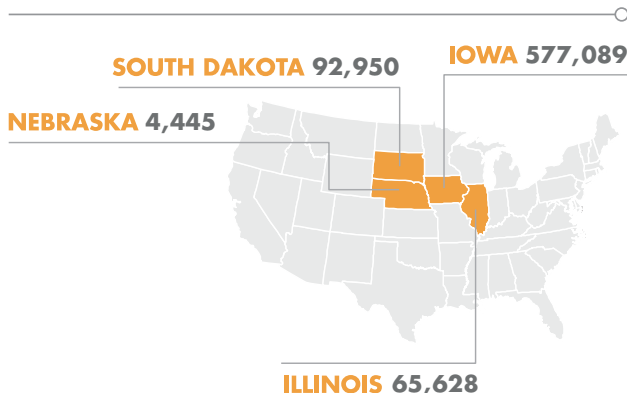 IOWA 577,089
SOUTH DAKOTA 92,950
NEBRASKA 4,445
ILLINOIS 65,628